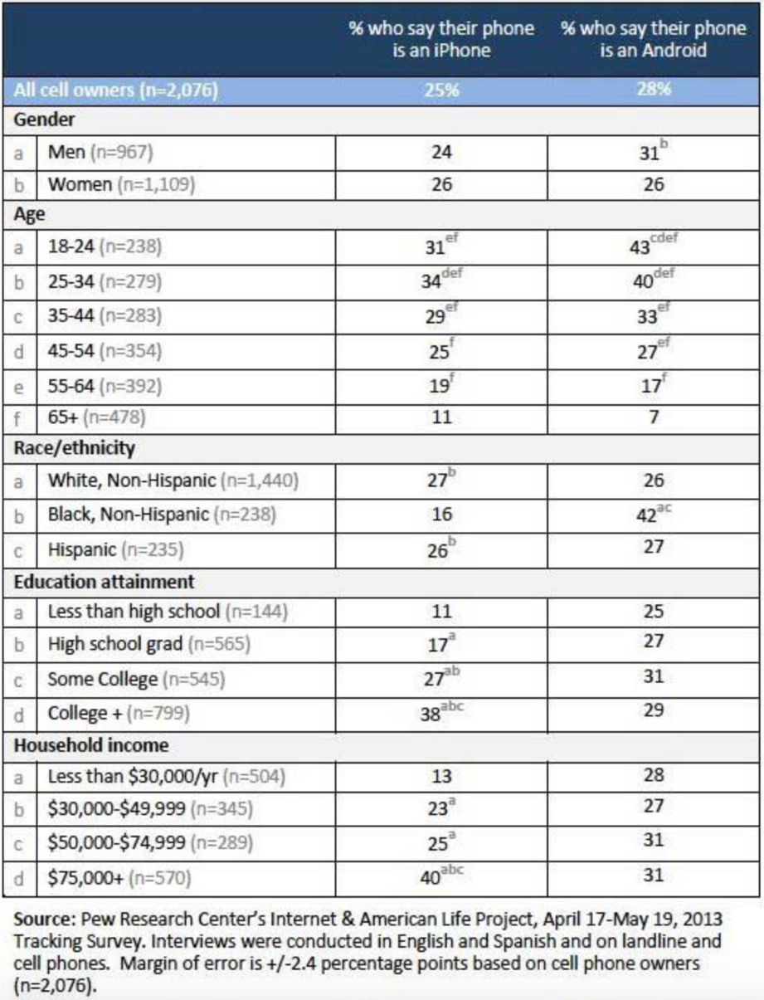 % who say their phone is an iPhone % who say their phone is an Android
All cell owners (n=2,076) 25% 28%
Gender
a Men (n=967) 24 31^b
b Women (n=1,109) 26 26
Age
a 18-24 (n=238) 31^ef 43^cdef
b 25-34 (n=279) 34^def 40^def
c 35-44 (n=283) 29^ef 33^ef
d 45-54 (n=354) 25^f 27^ef
e 55-64 (n=392) 19^f 17^f
f 65+ (n=478) 11 7
Race/ethnicity
a White, Non-Hispanic (n=1,440) 27^b 26
b Black, Non-Hispanic (n=238) 16 42^ac
c Hispanic (n=235) 26^b 27
Education attainment
a Less than high school (n=144) 11 25
b High school grad (n=565) 17^a 27
c Some College (n=545) 27^ab 31
d College + (n=799) 38^abc 29
Household income
a Less than $30,000/yr (n=504) 13 28
b $30,000-$49,999 (n=345) 23^a 27
c $50,000-$74,999 (n=289) 25^a 31
d $75,000+ (n=570) 40^abc 31
Source: Pew Research Center's Internet & American Life Project, April 17-May 19, 2013
Tracking Survey. Interviews were conducted in English and Spanish and on landline and
cell phones. Margin of error is +/-2.4 percentage points based on cell phone owners
(n=2,076).